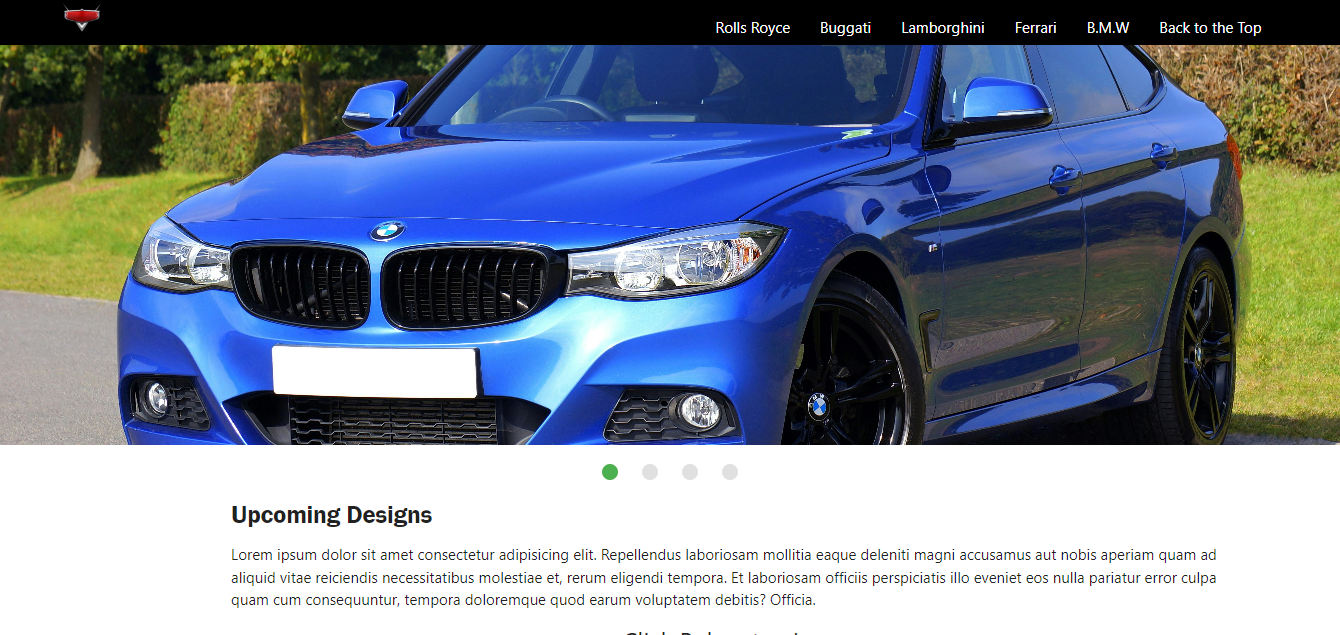 Rolls Royce Buggati Lamborghini Ferrari B.M.W Back to the Top
Upcoming Designs
Lorem ipsum dolor sit amet consectetur adipisicing elit. Repellendus laboriosam mollitia eaque deleniti magni accusamus aut nobis aperiam quam ad
aliquid vitae reiciendis necessitatibus molestiae et, rerum eligendi tempora. Et laboriosam officiis perspiciatis illo eveniet eos nulla pariatur error culpa
quam cum consequuntur, tempora doloremque quod earum voluptatem debitis? Officia.